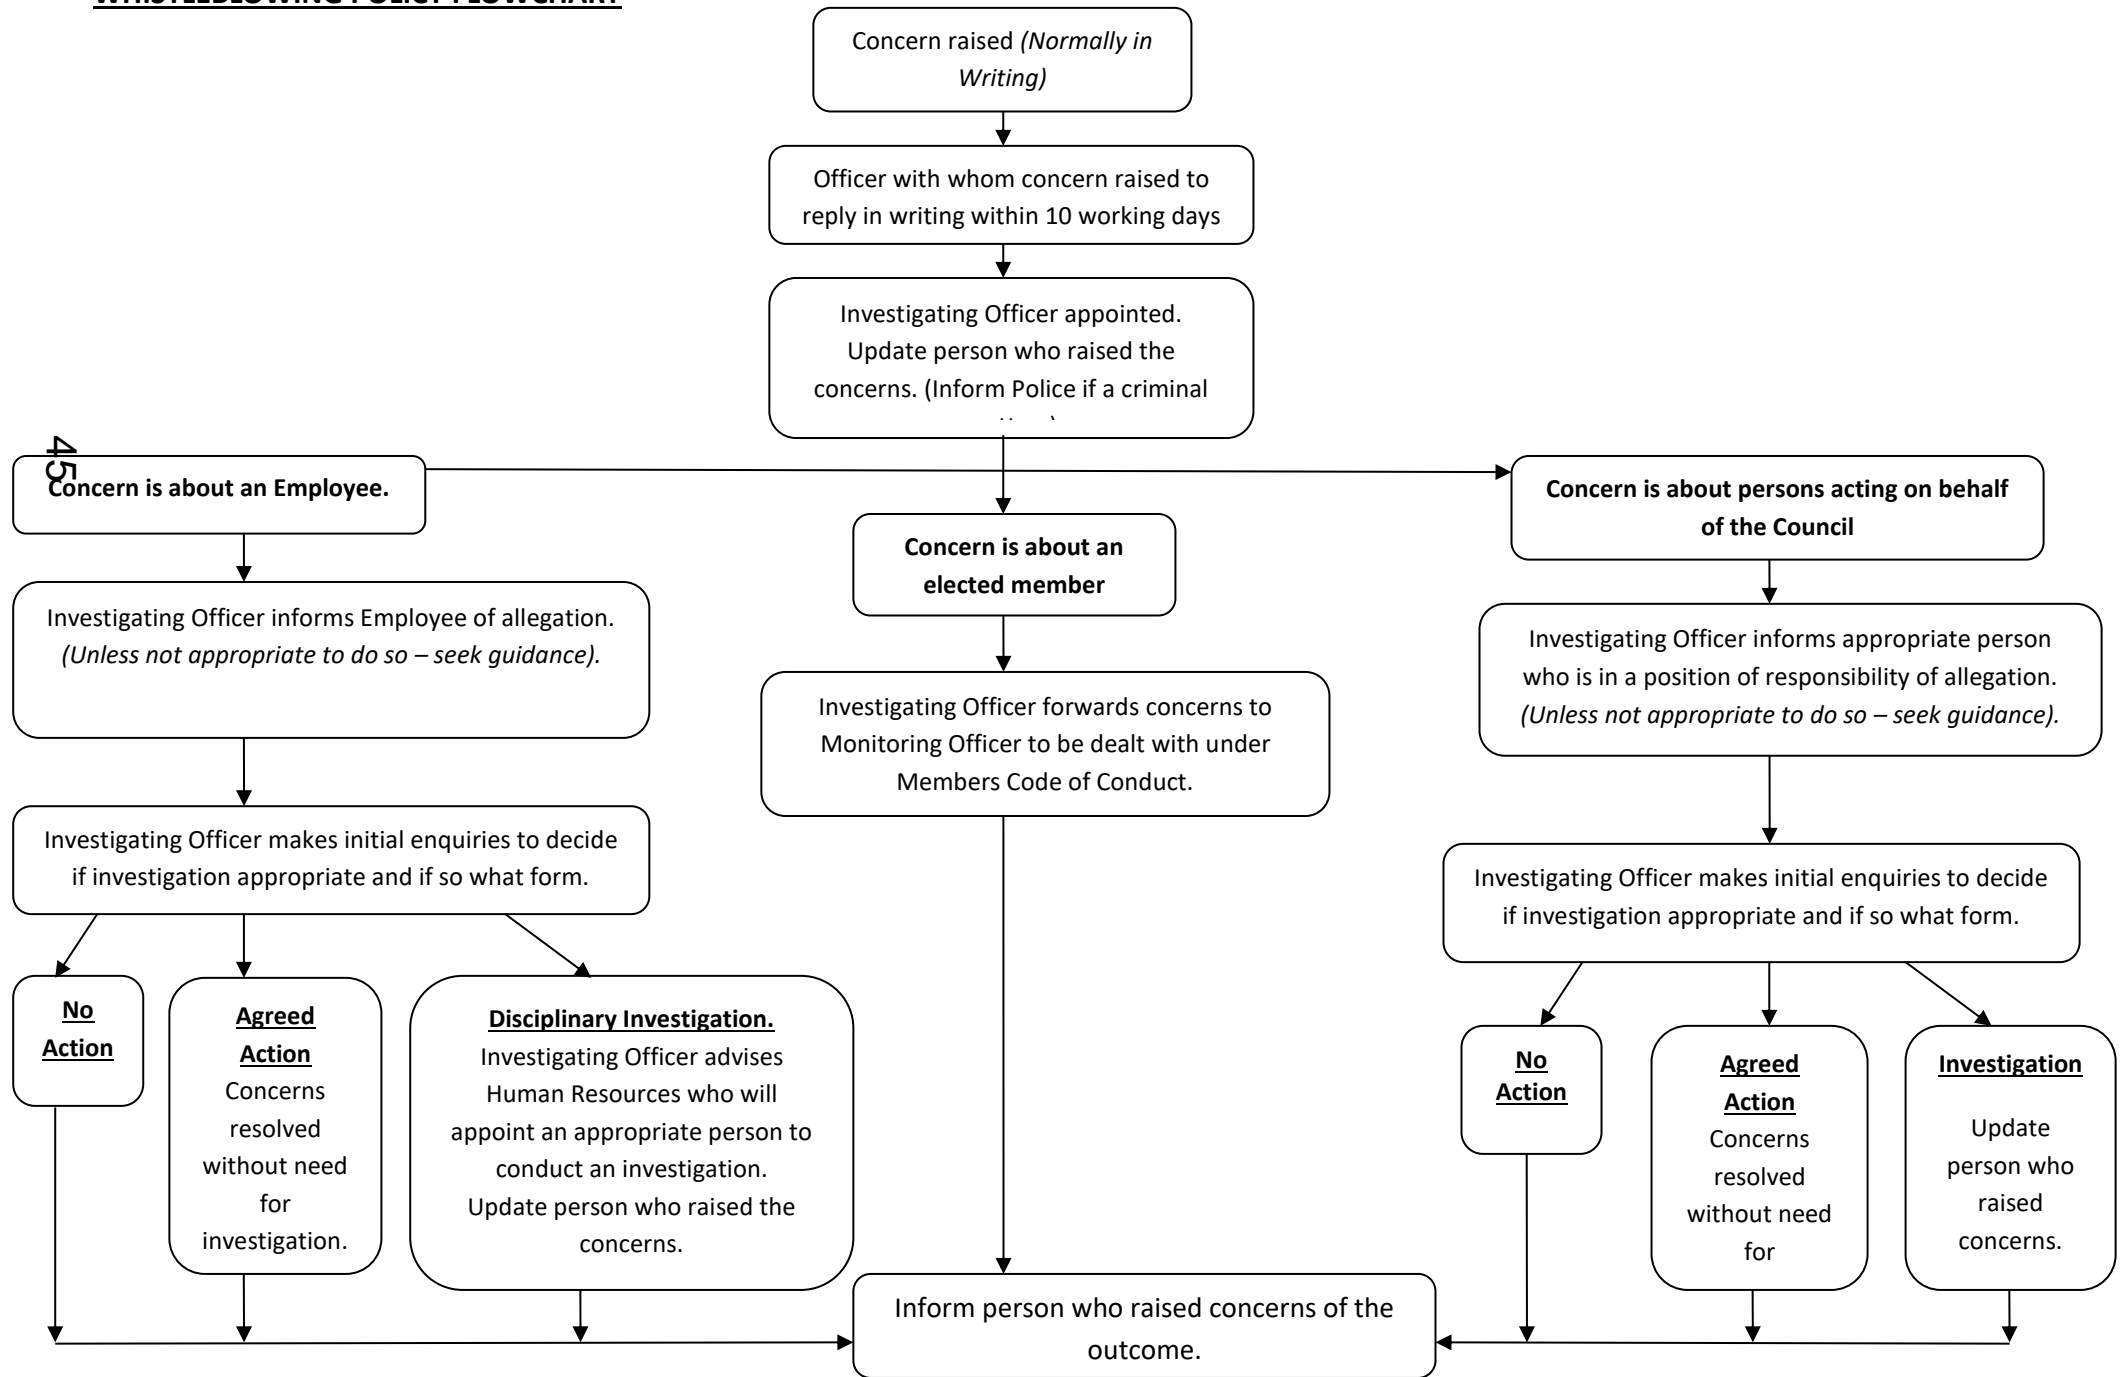 WHISTLEBLOWING POLICY FLOWCHART
Concern raised (Normally in
Writing)
Officer with whom concern raised to
reply in writing within 10 working days
Investigating Officer appointed.
Update person who raised the
concerns. (Inform Police if a criminal
45
Concern is about an Employee.
Investigating Officer informs Employee of allegation.
(Unless not appropriate to do so – seek guidance).
Investigating Officer makes initial enquiries to decide
if investigation appropriate and if so what form.
No
Action
Agreed
Action
Concerns
resolved
without need
for
investigation.
Disciplinary Investigation.
Investigating Officer advises
Human Resources who will
appoint an appropriate person to
conduct an investigation.
Update person who raised the
concerns.
Concern is about an
elected member
Investigating Officer forwards concerns to
Monitoring Officer to be dealt with under
Members Code of Conduct.
Concern is about persons acting on behalf
of the Council
Investigating Officer informs appropriate person
who is in a position of responsibility of allegation.
(Unless not appropriate to do so – seek guidance).
Investigating Officer makes initial enquiries to decide
if investigation appropriate and if so what form.
No
Action
Agreed
Action
Concerns
resolved
without need
for
Investigation
Update
person who
raised
concerns.
Inform person who raised concerns of the
outcome.